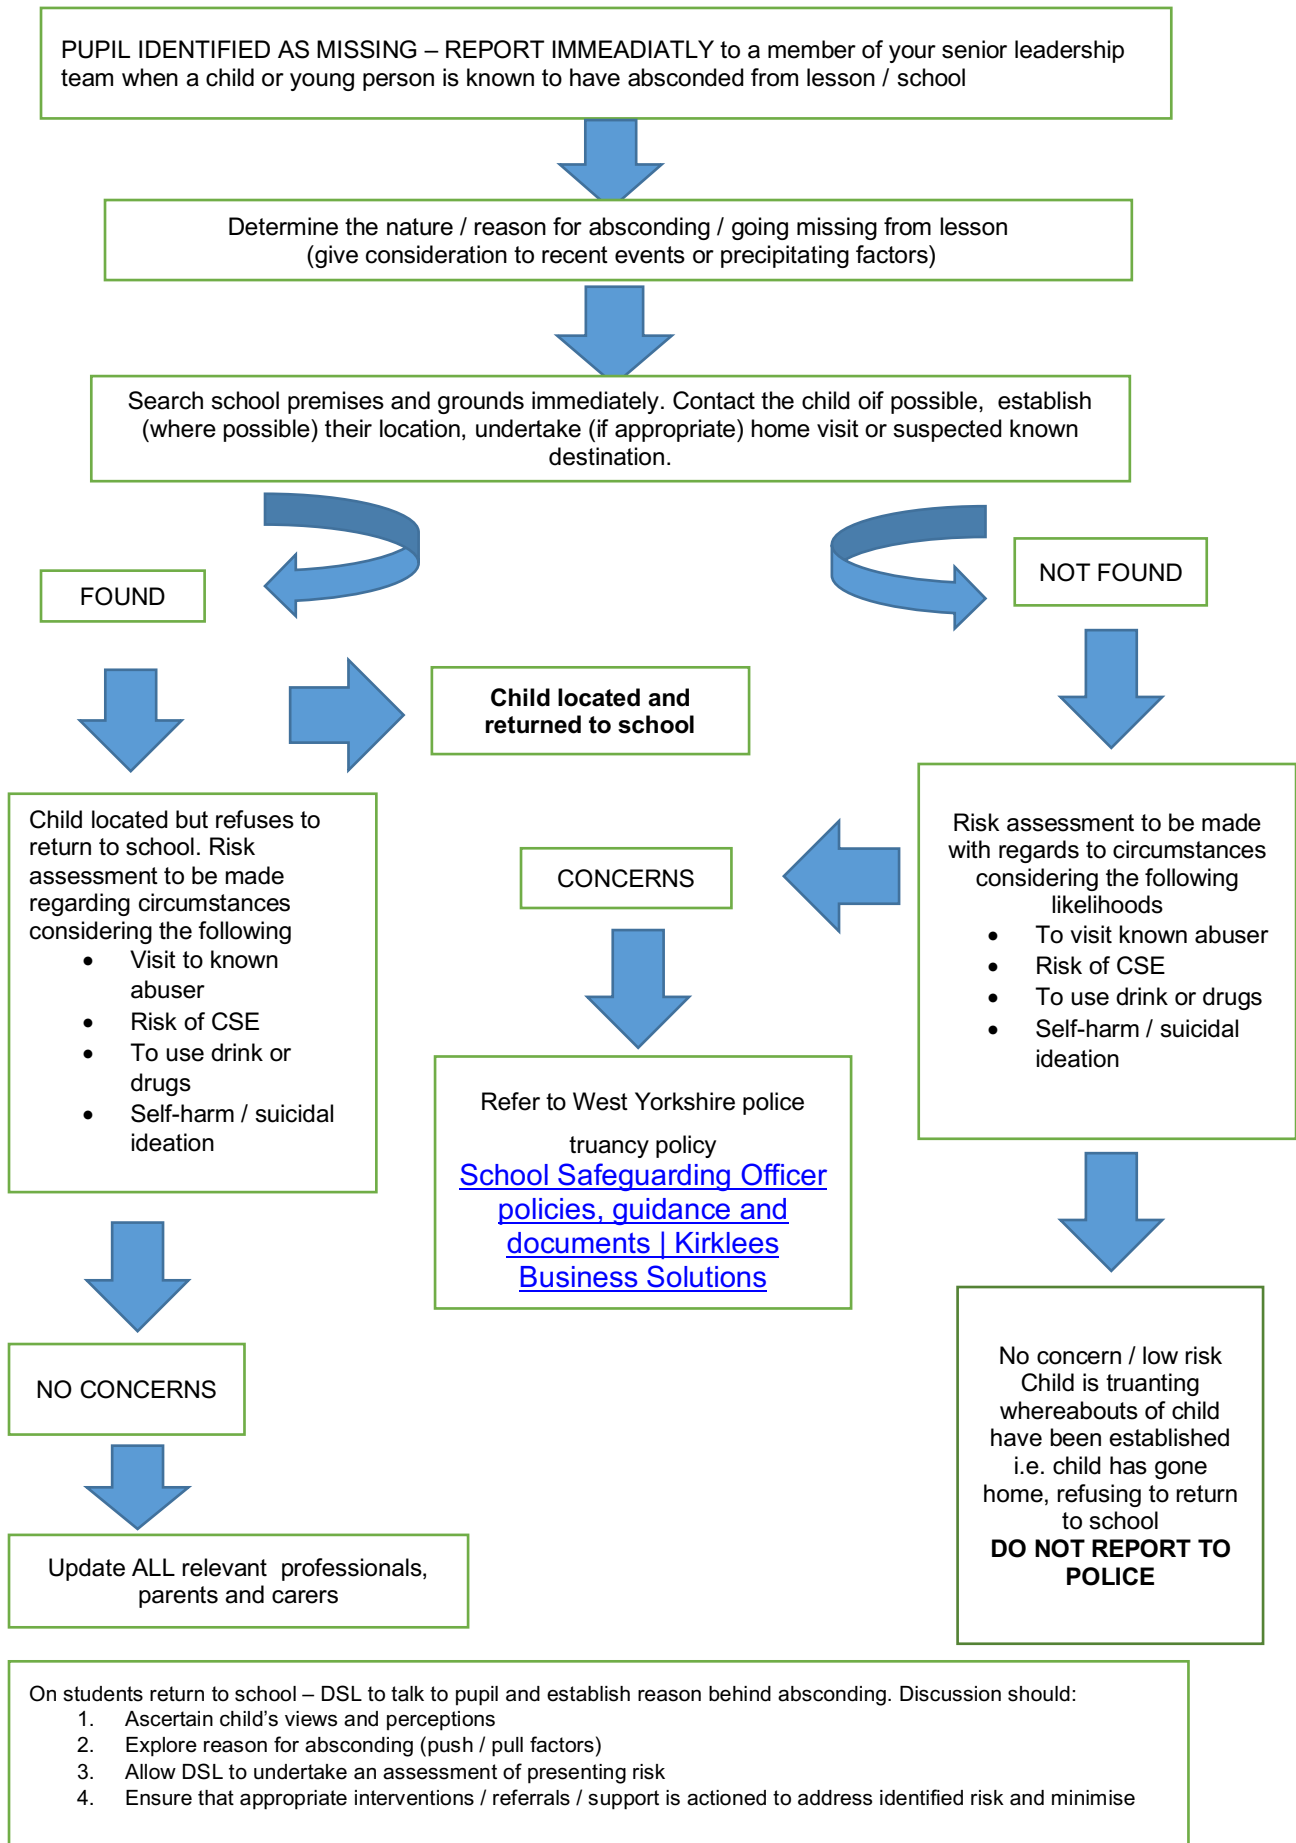 PUPIL IDENTIFIED AS MISSING – REPORT IMMEADIATLY to a member of your senior leadership
team when a child or young person is known to have absconded from lesson / school
Determine the nature / reason for absconding / going missing from lesson
(give consideration to recent events or precipitating factors)
Search school premises and grounds immediately. Contact the child oif possible,  establish
(where possible) their location, undertake (if appropriate) home visit or suspected known
destination.
FOUND
NOT FOUND
Child located and
returned to school
Child located but refuses to
return to school. Risk
assessment to be made
regarding circumstances
considering the following
• Visit to known
abuser
• Risk of CSE
• To use drink or
drugs
• Self-harm / suicidal
ideation
CONCERNS
Risk assessment to be made
with regards to circumstances
considering the following
likelihoods
• To visit known abuser
• Risk of CSE
• To use drink or drugs
• Self-harm / suicidal
ideation
Refer to West Yorkshire police
truancy policy
School Safeguarding Officer
policies, guidance and
documents | Kirklees
Business Solutions
NO CONCERNS
No concern / low risk
Child is truanting
whereabouts of child
have been established
i.e. child has gone
home, refusing to return
to school
DO NOT REPORT TO
POLICE
Update ALL relevant  professionals,
parents and carers
On students return to school – DSL to talk to pupil and establish reason behind absconding. Discussion should:
1. Ascertain child's views and perceptions
2. Explore reason for absconding (push / pull factors)
3. Allow DSL to undertake an assessment of presenting risk
4. Ensure that appropriate interventions / referrals / support is actioned to address identified risk and minimise